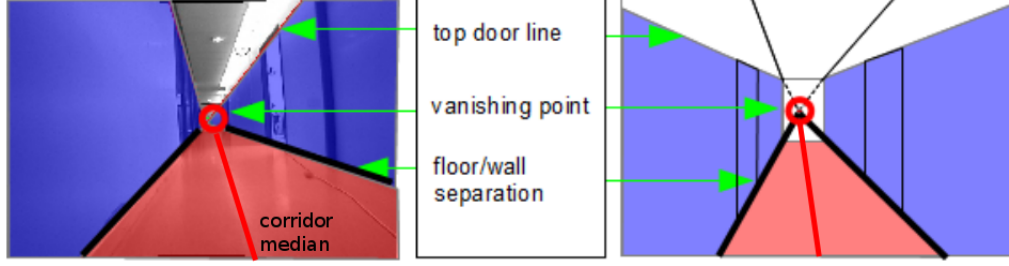 top door line
vanishing point
floor/wall
separation
corridor
median